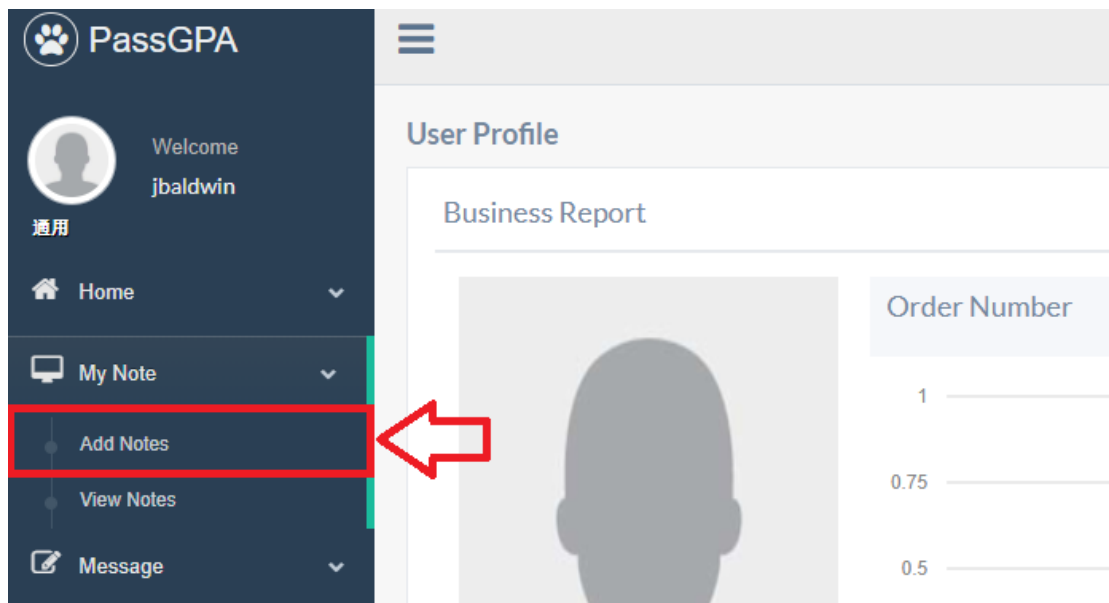 PassGPA
Welcome
jbaldwin
通用
Home
My Note
Add Notes
View Notes
Message
User Profile
Business Report
Order Number
1
0.75
0.5